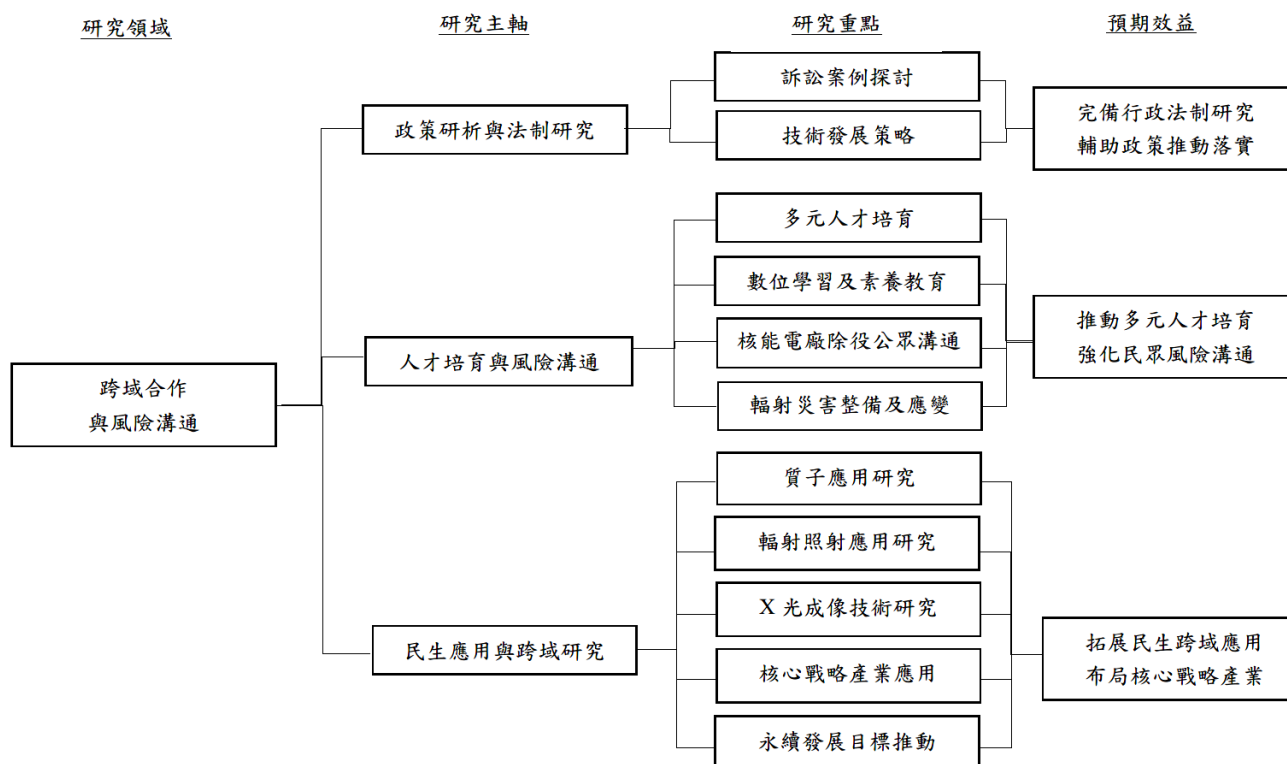 研究領域
研究主軸
研究重點
預期效益
跨域合作
與風險溝通
政策研析與法制研究
訴訟案例探討
技術發展策略
完備行政法制研究
輔助政策推動落實
人才培育與風險溝通
多元人才培育
數位學習及素養教育
核能電廠除役公眾溝通
輻射災害整備及應變
推動多元人才培育
強化民眾風險溝通
民生應用與跨域研究
質子應用研究
輻射照射應用研究
X 光成像技術研究
核心戰略產業應用
永續發展目標推動
拓展民生跨域應用
布局核心戰略產業